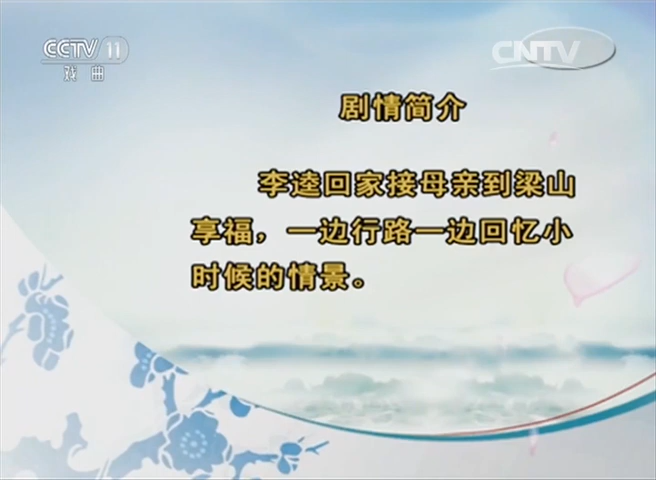 CCTV 11
戏曲
CNTV
剧情简介
李逵回家接母亲到梁山
享福，一边行路一边回忆小
时候的情景。